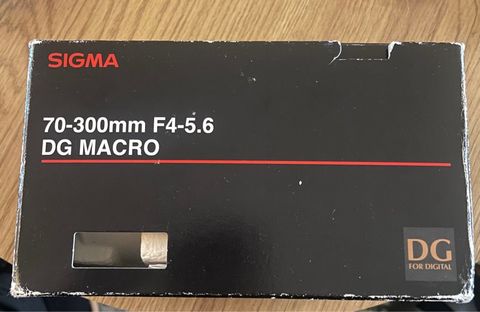 SIGMA
70-300mm F4-5.6
DG MACRO
DG
FOR DIGITAL